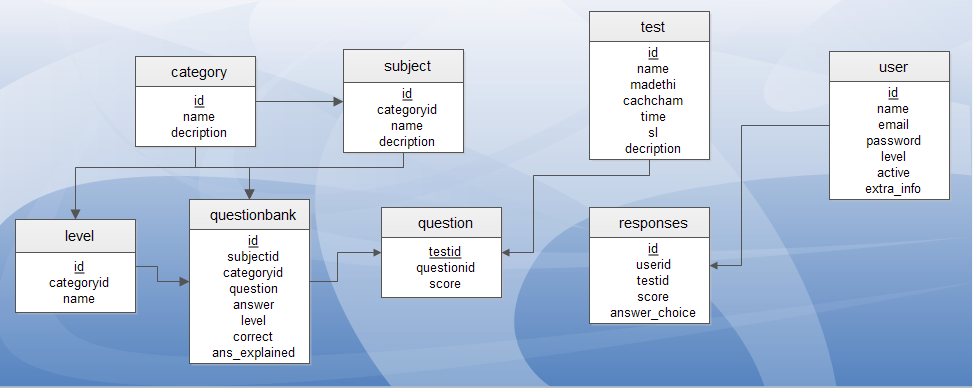 category
id
name
decription
subject
id
categoryid
name
decription
test
id
name
madethi
cachcham
time
sl
decription
user
id
name
email
password
level
active
extra_info
level
id
categoryid
name
questionbank
id
subjectid
categoryid
question
answer
level
correct
ans_explained
question
testid
questionid
score
responses
id
userid
testid
score
answer_choice